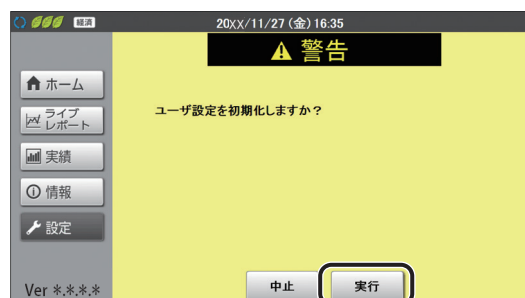 経済 20XX/11/27 (金) 16:35
警告
ホーム
ライブ
レポート
実績
情報
設定
Ver *.*.*.*
ユーザ設定を初期化しますか？
中止 実行